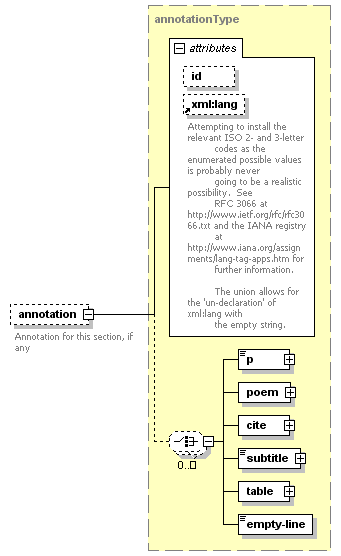 annotationType
attributes
id
xml:lang
Attempting to install the
relevant ISO 2- and 3-letter
codes as the
enumerated possible values
is probably never
going to be a realistic
possibility. See
RFC 3066 at
http://www.ietf.org/rfc/rfc30
66.txt and the IANA registry
at
http://www.iana.org/assign
ments/lang-tag-apps.htm for
further information.
The union allows for
the 'un-declaration' of
xml:lang with
the empty string.
annotation
Annotation for this section, if
any
0..
p
poem
cite
subtitle
table
empty-line